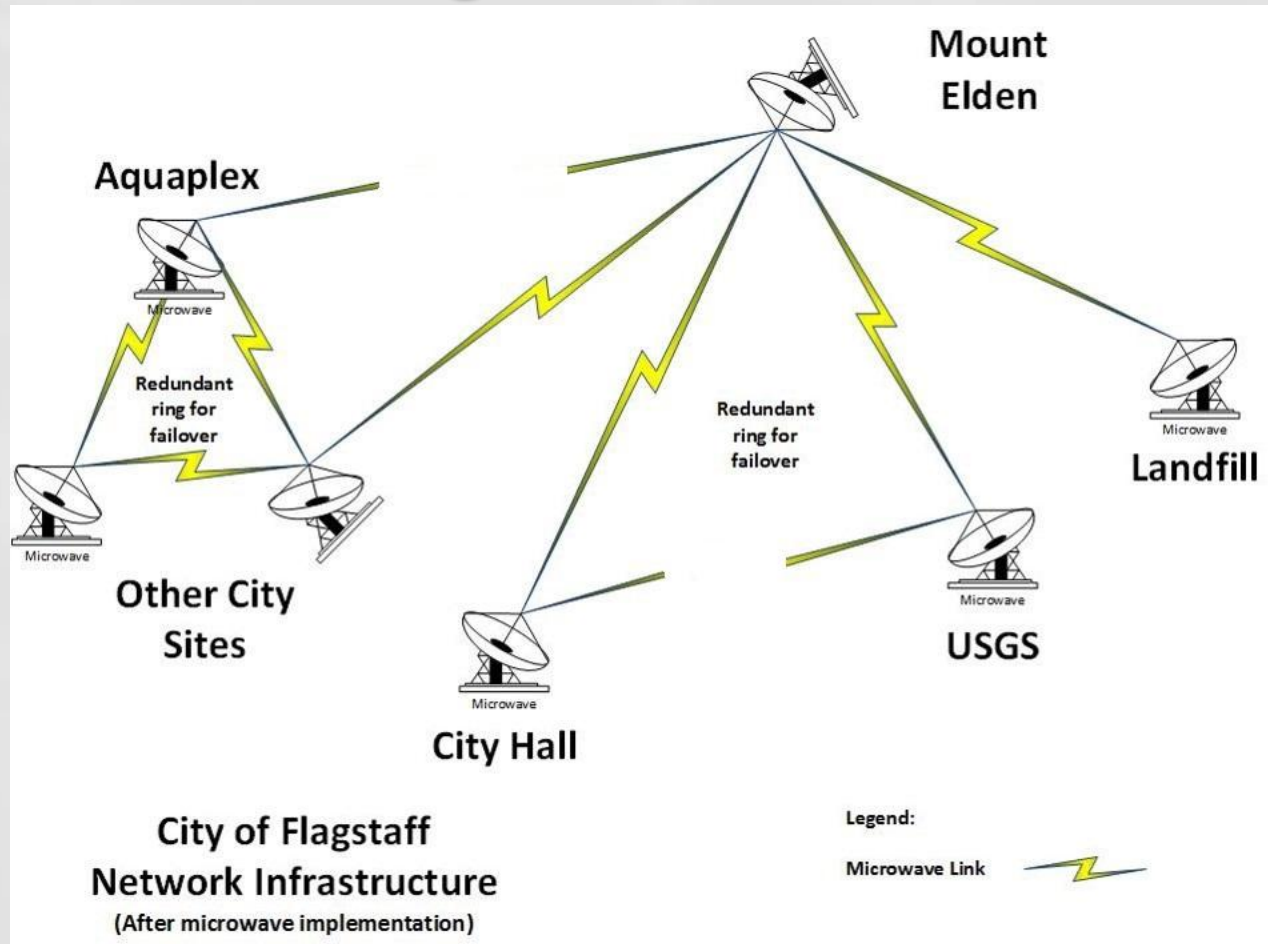 Mount
Elden
Aquaplex
Microwave
Redundant
ring for
failover
Redundant
ring for
failover
Microwave
Landfill
Microwave
Other City
Sites
Microwave
USGS
Microwave
City Hall
City of Flagstaff
Network Infrastructure
(After microwave implementation)
Legend:
Microwave Link